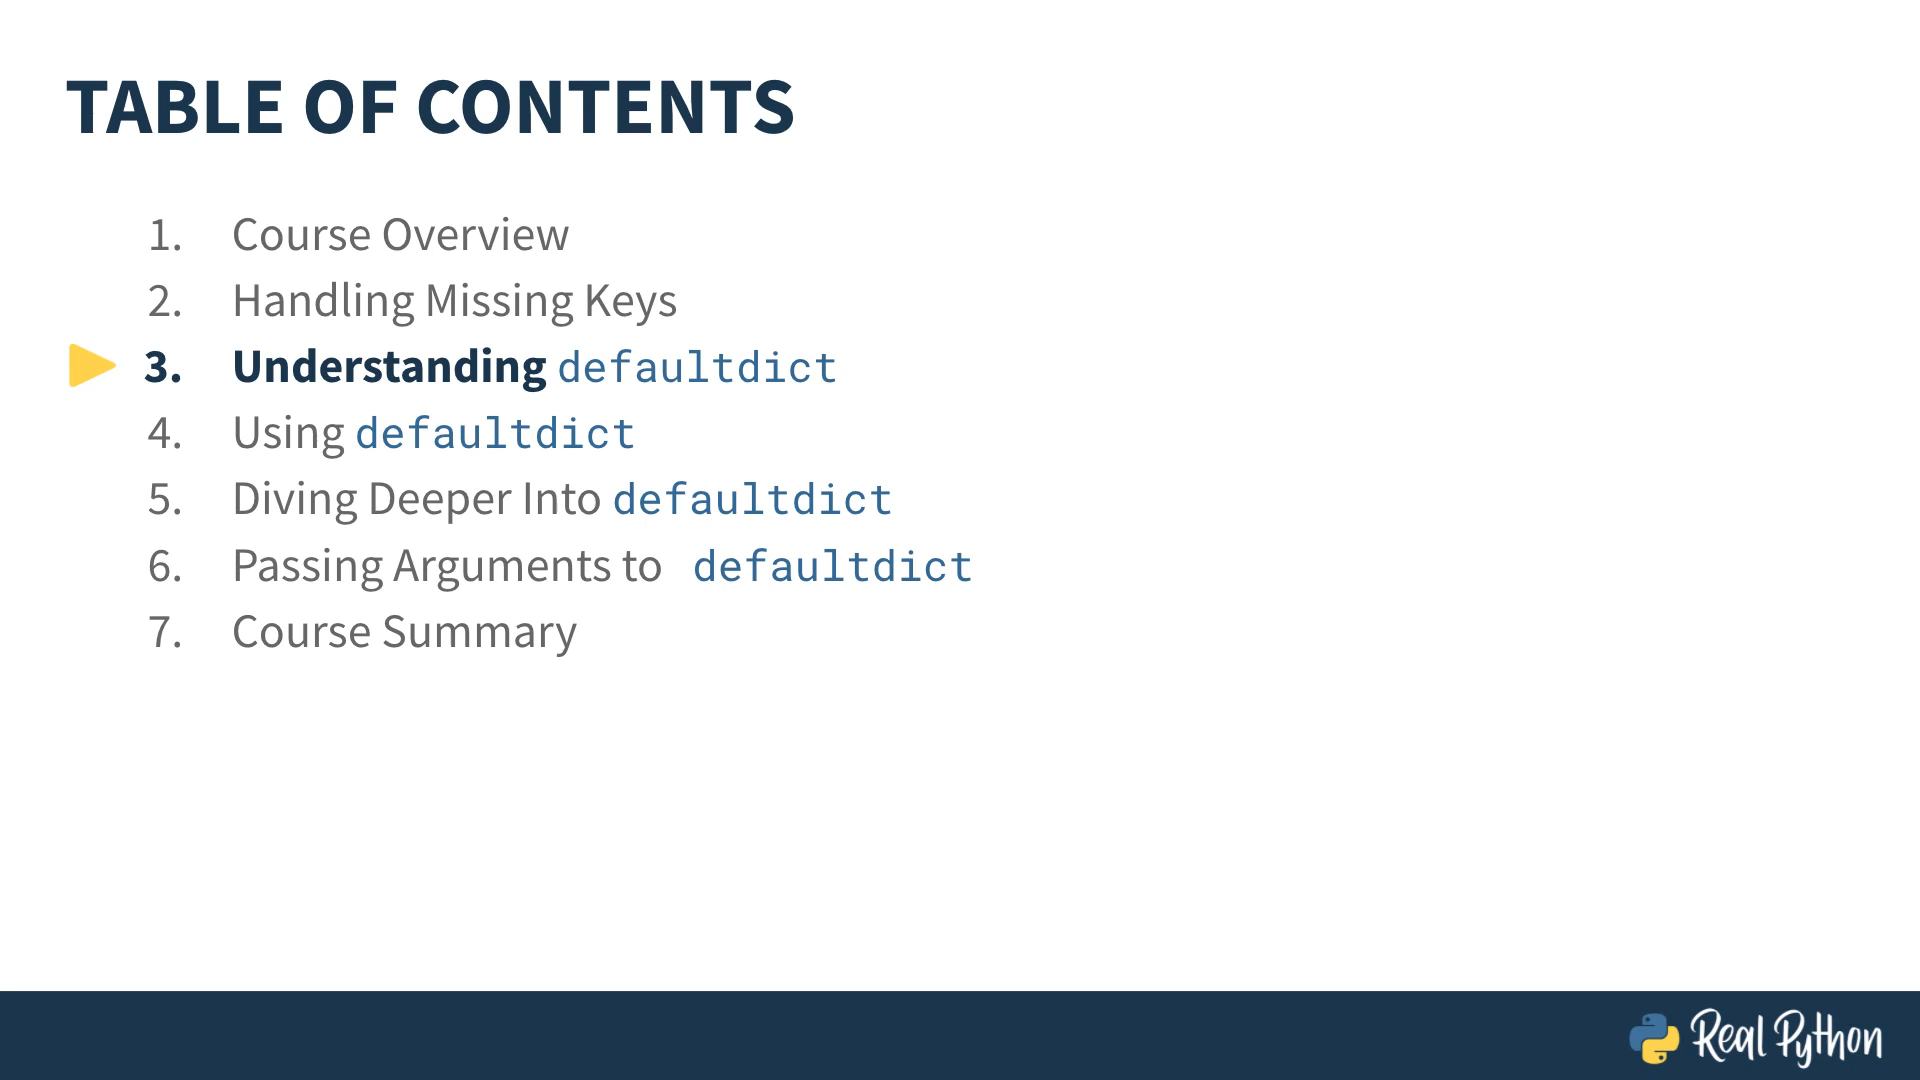 TABLE OF CONTENTS
1. Course Overview
2. Handling Missing Keys
3. Understanding defaultdict
4. Using defaultdict
5. Diving Deeper Into defaultdict
6. Passing Arguments to defaultdict
7. Course Summary
Real Python